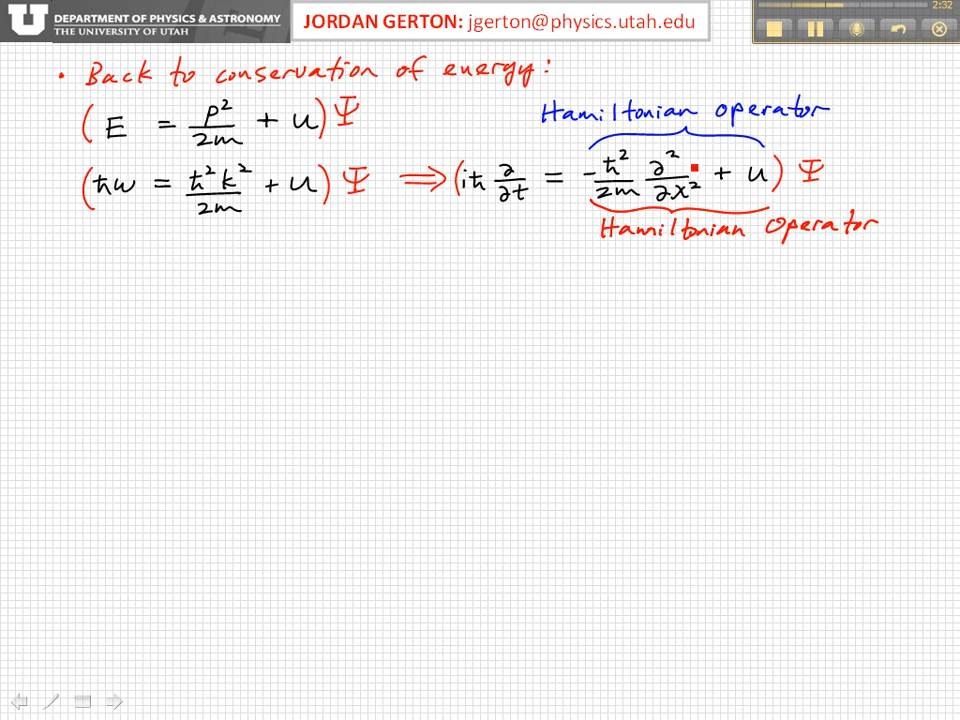 U DEPARTMENT OF PHYSICS & ASTRONOMY
THE UNIVERSITY OF UTAH
JORDAN GERTON: jgerton@physics.utah.edu
2:32
• Back to conservation of energy:
Hamiltonian operator
(E = p²/2m + U)Ψ
(ħω = ħ²k²/2m + U)Ψ ⟹ (iħ ∂/∂t = -ħ²/2m ∂²/∂x² + U)Ψ
Hamiltonian Operator